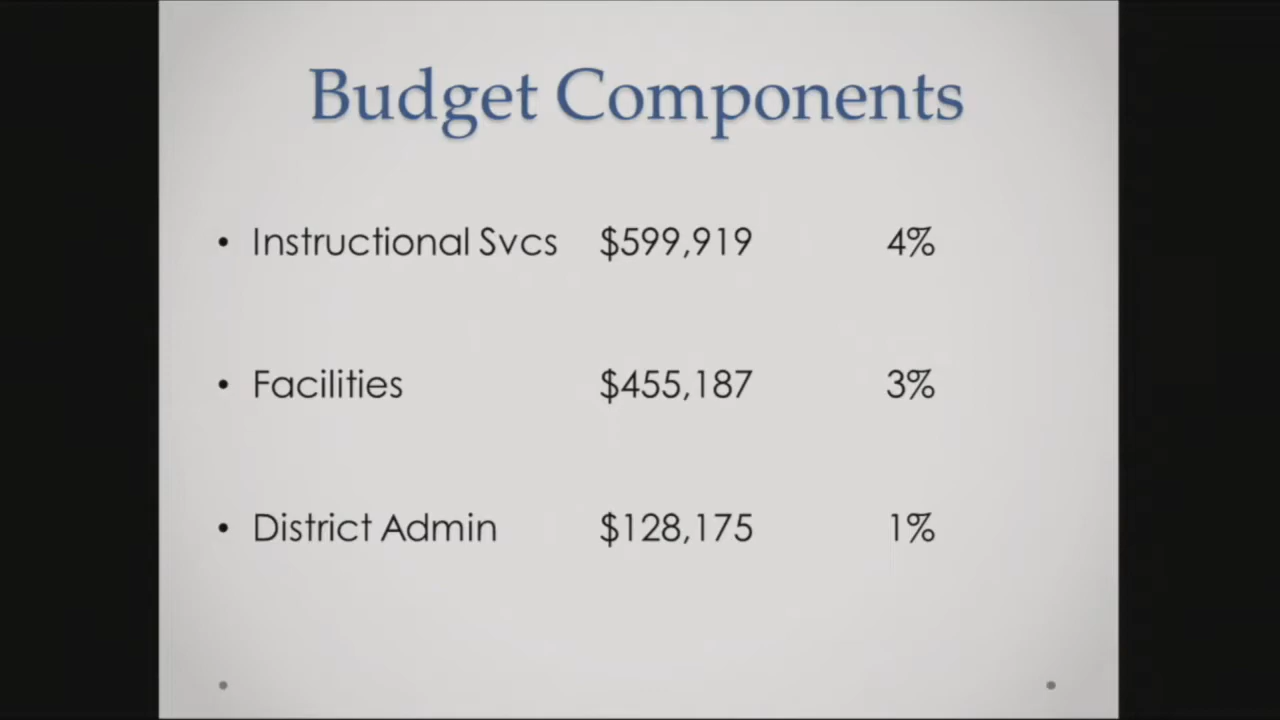 Budget Components
• Instructional Svcs $599,919 4%
• Facilities $455,187 3%
• District Admin $128,175 1%